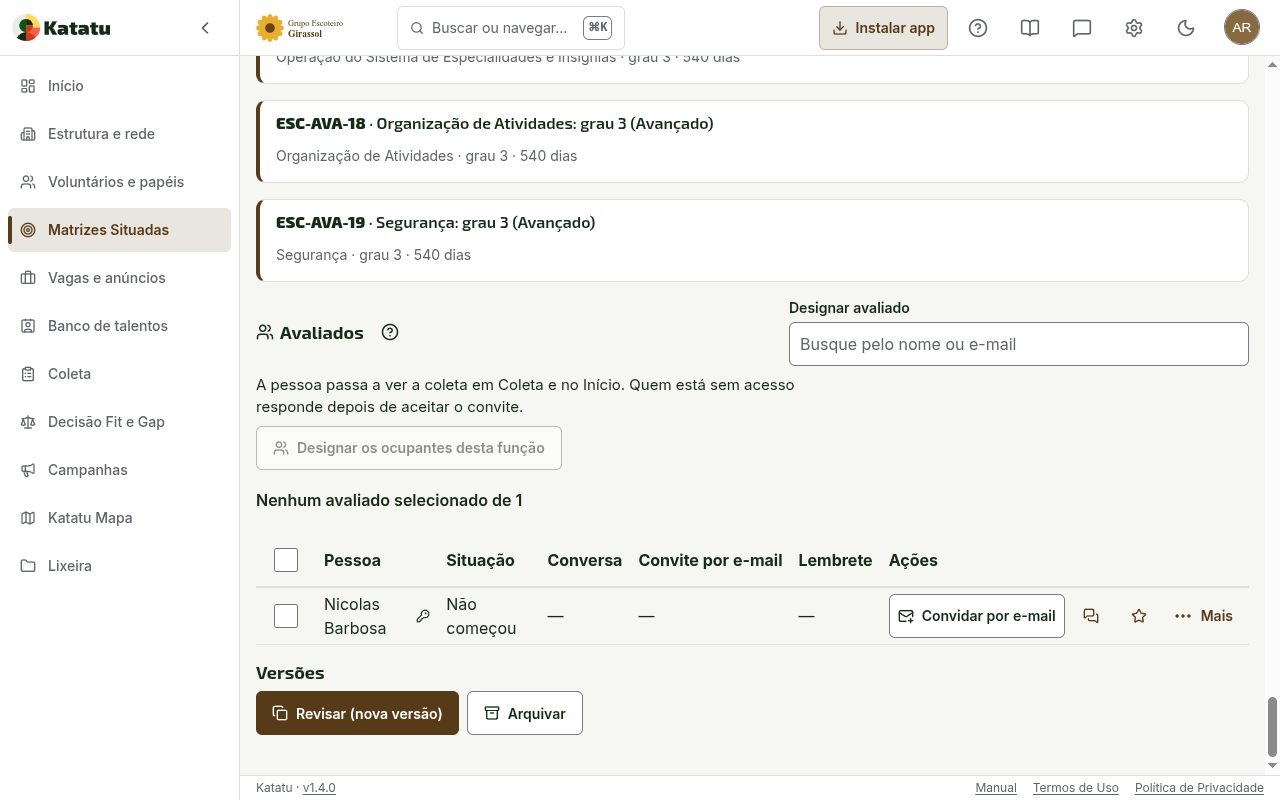 Katatu
Grupo Escoteiro
Girassol
Buscar ou navegar...
⌘K
Instalar app
AR
Início
Estrutura e rede
Voluntários e papéis
Matrizes Situadas
Vagas e anúncios
Banco de talentos
Coleta
Decisão Fit e Gap
Campanhas
Katatu Mapa
Lixeira
Operação do Sistema de Especialidades e Insígnias · grau 3 · 540 dias
ESC-AVA-18 · Organização de Atividades: grau 3 (Avançado)
Organização de Atividades · grau 3 · 540 dias
ESC-AVA-19 · Segurança: grau 3 (Avançado)
Segurança · grau 3 · 540 dias
Avaliados
Designar avaliado
Busque pelo nome ou e-mail
A pessoa passa a ver a coleta em Coleta e no Início. Quem está sem acesso
responde depois de aceitar o convite.
Designar os ocupantes desta função
Nenhum avaliado selecionado de 1
Pessoa Situação Conversa Convite por e-mail Lembrete Ações
Nicolas Barbosa Não começou — — — Convidar por e-mail Mais
Versões
Revisar (nova versão) Arquivar
Katatu · v1.4.0
Manual Termos de Uso Política de Privacidade